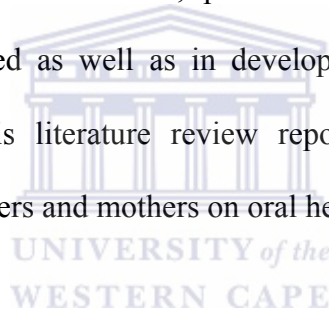 ed as well as in develop
is literature review repo
ers and mothers on oral he
UNIVERSITY of the
WESTERN CAPE